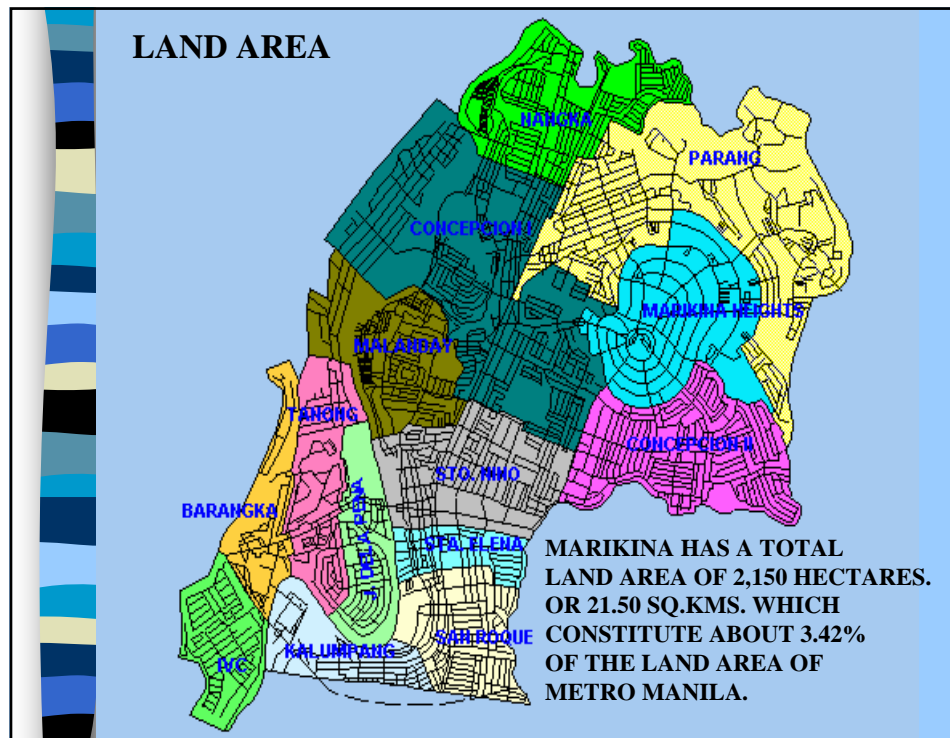 LAND AREA
NANGKA
PARANG
CONCEPCION I
MARIKINA HEIGHTS
MALANDAY
TANONG
CONCEPCION II
STO. NINO
BARANGKA
J. DELA PENA
STA. ELENA
SAN ROQUE
KALUMPANG
IVC
MARIKINA HAS A TOTAL
LAND AREA OF 2,150 HECTARES.
OR 21.50 SQ.KMS. WHICH
CONSTITUTE ABOUT 3.42%
OF THE LAND AREA OF
METRO MANILA.